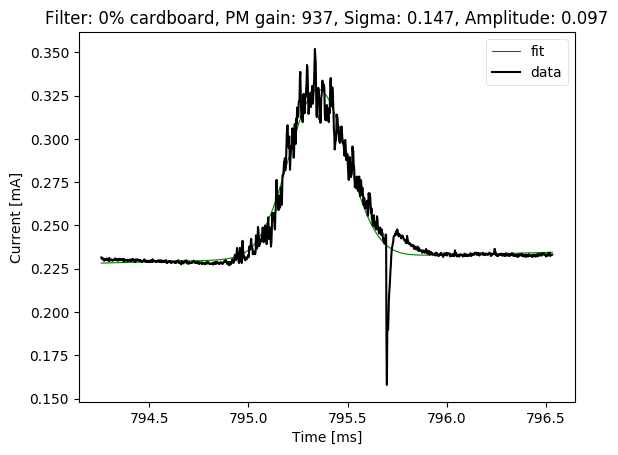 Filter: 0% cardboard, PM gain: 937, Sigma: 0.147, Amplitude: 0.097
fit
data
0.350
0.325
0.300
0.275
0.250
0.225
0.200
0.175
0.150
Current [mA]
794.5 795.0 795.5 796.0 796.5
Time [ms]